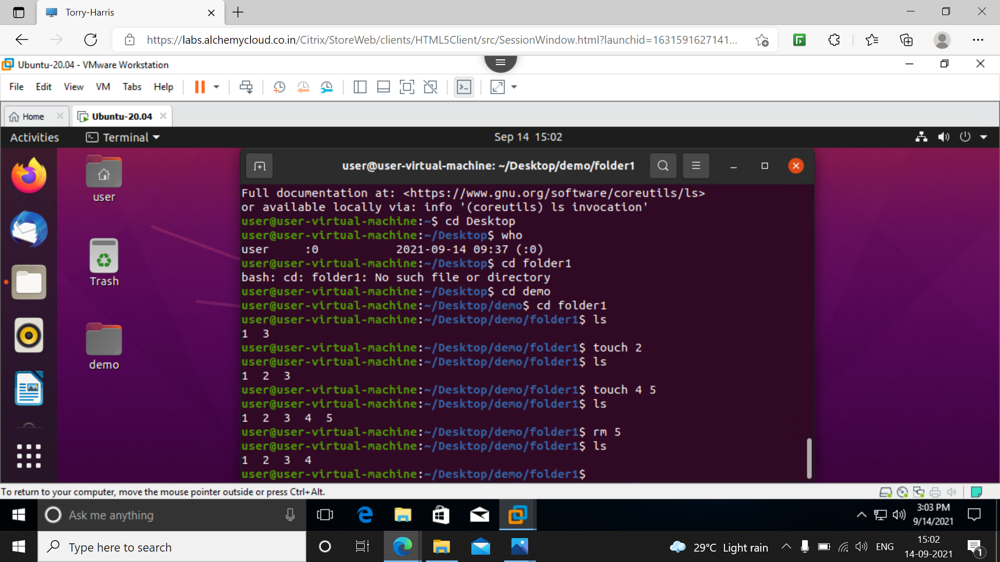 Torry-Harris
https://labs.alchemycloud.co.in/Citrix/StoreWeb/clients/HTML5Client/src/SessionWindow.html?launchid=1631591627141...
Ubuntu-20.04 - VMware Workstation
File Edit View VM Tabs Help
Home
Ubuntu-20.04
Activities
Terminal
Sep 14 15:02
user
Trash
demo
user@user-virtual-machine: ~/Desktop/demo/folder1
Full documentation at: <https://www.gnu.org/software/coreutils/ls>
or available locally via: info '(coreutils) ls invocation'
user@user-virtual-machine:~$ cd Desktop
user@user-virtual-machine:~/Desktop$ who
user     :0           2021-09-14 09:37 (:0)
user@user-virtual-machine:~/Desktop$ cd folder1
bash: cd: folder1: No such file or directory
user@user-virtual-machine:~/Desktop$ cd demo
user@user-virtual-machine:~/Desktop/demo$ cd folder1
user@user-virtual-machine:~/Desktop/demo/folder1$ ls
1  3
user@user-virtual-machine:~/Desktop/demo/folder1$ touch 2
user@user-virtual-machine:~/Desktop/demo/folder1$ ls
1  2  3
user@user-virtual-machine:~/Desktop/demo/folder1$ touch 4 5
user@user-virtual-machine:~/Desktop/demo/folder1$ ls
1  2  3  4  5
user@user-virtual-machine:~/Desktop/demo/folder1$ rm 5
user@user-virtual-machine:~/Desktop/demo/folder1$ ls
1  2  3  4
user@user-virtual-machine:~/Desktop/demo/folder1$
To return to your computer, move the mouse pointer outside or press Ctrl+Alt.
Ask me anything
3:03 PM
9/14/2021
Type here to search
29°C Light rain
ENG
15:02
14-09-2021
1